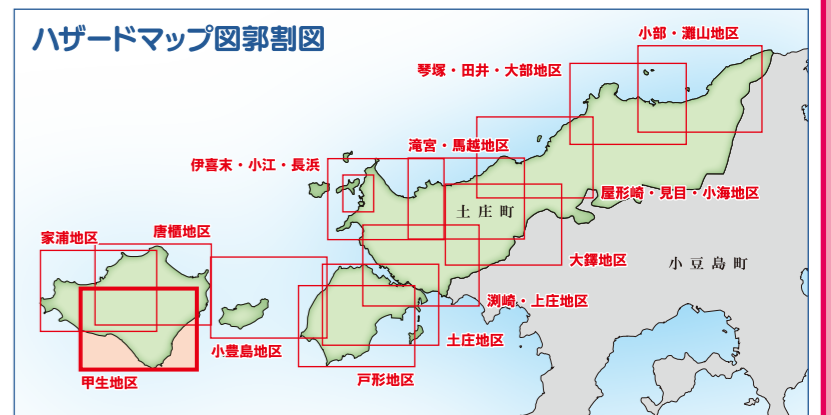 ハザードマップ図郭割図
小部・灘山地区
琴塚・田井・大部地区
滝宮・馬越地区
伊喜末・小江・長浜
屋形崎・見目・小海地区
土庄町
唐櫃地区
家浦地区
大鐸地区
小豆島町
渕崎・上庄地区
土庄地区
小豊島地区
戸形地区
甲生地区